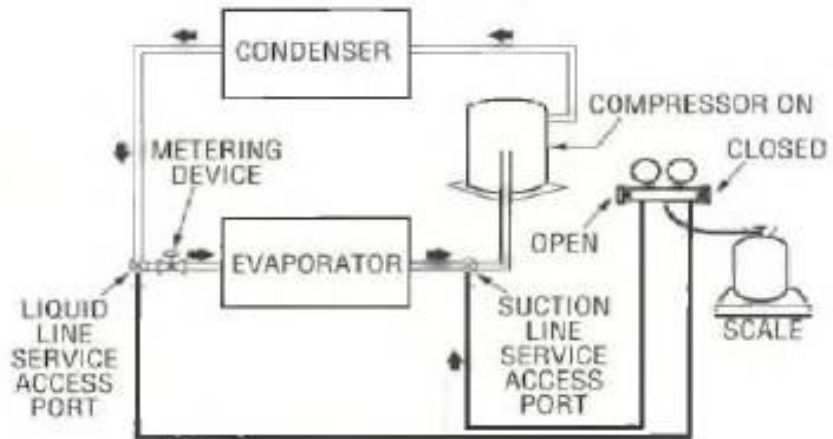 CONDENSER
COMPRESSOR ON
METERING
DEVICE
CLOSED
OPEN
EVAPORATOR
LIQUID
LINE
SERVICE
ACCESS
PORT
SUCTION
LINE
SERVICE
ACCESS
PORT
SCALE